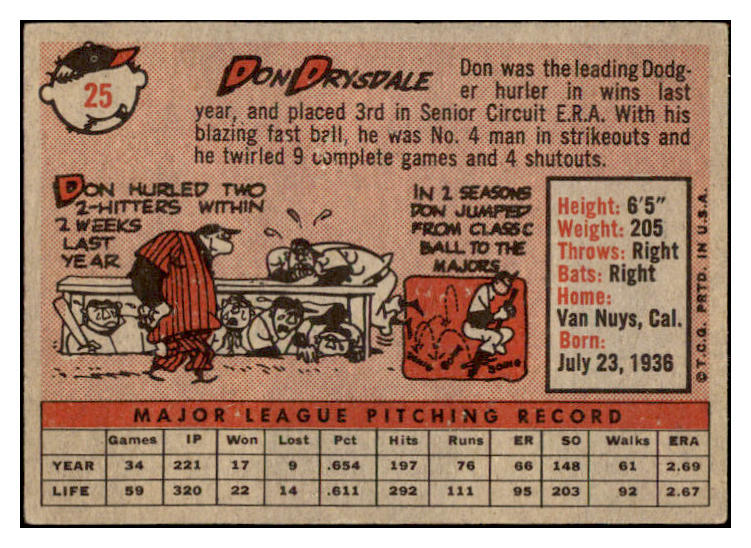 25
DON DRYSDALE
Don was the leading Dodg-
er hurler in wins last
year, and placed 3rd in Senior Circuit E.R.A. With his
blazing fast ball, he was No. 4 man in strikeouts and
he twirled 9 complete games and 4 shutouts.
DON HURLED TWO
2-HITTERS WITHIN
2 WEEKS
LAST
YEAR
IN 2 SEASONS
DON JUMPED
FROM CLASS C
BALL TO THE
MAJORS
BOING
Height: 6'5"
Weight: 205
Throws: Right
Bats: Right
Home:
Van Nuys, Cal.
Born:
July 23, 1936
© T.C.G. PRTD. IN U.S.A.
MAJOR LEAGUE PITCHING RECORD
Games IP Won Lost Pct Hits Runs ER SO Walks ERA
YEAR 34 221 17 9 .654 197 76 66 148 61 2.69
LIFE 59 320 22 14 .611 292 111 95 203 92 2.67